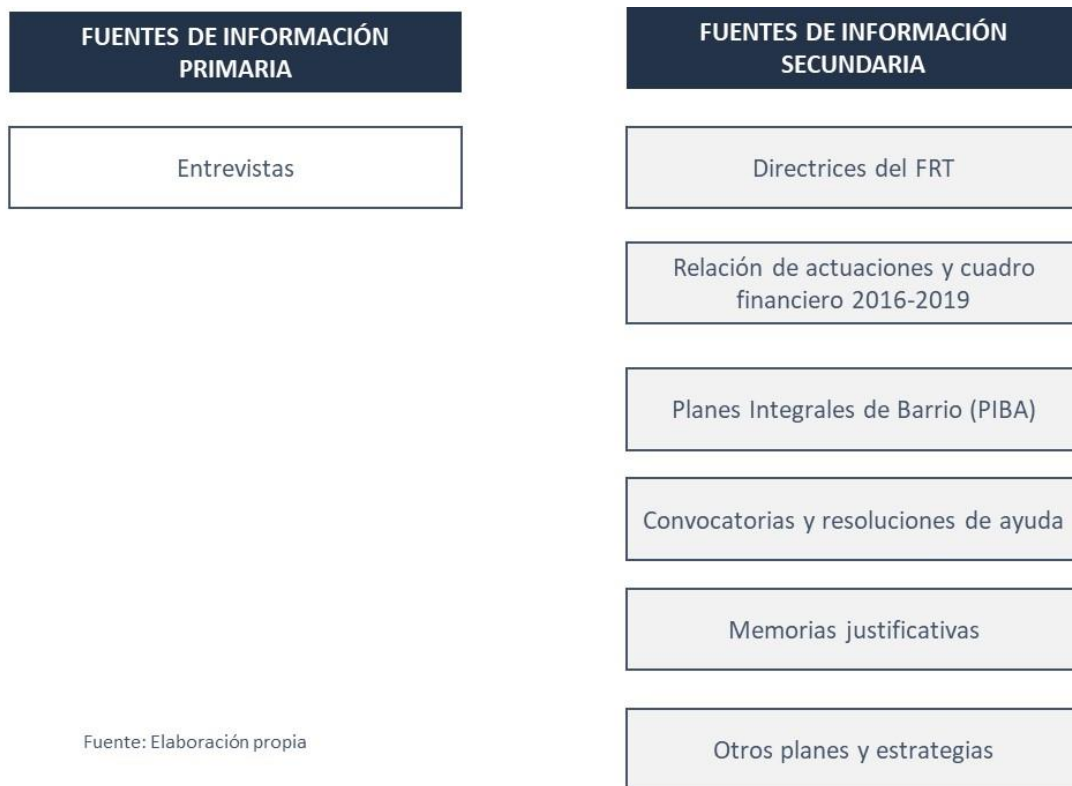 FUENTES DE INFORMACIÓN
PRIMARIA
Entrevistas
FUENTES DE INFORMACIÓN
SECUNDARIA
Directrices del FRT
Relación de actuaciones y cuadro
financiero 2016-2019
Planes Integrales de Barrio (PIBA)
Convocatorias y resoluciones de ayuda
Memorias justificativas
Otros planes y estrategias
Fuente: Elaboración propia